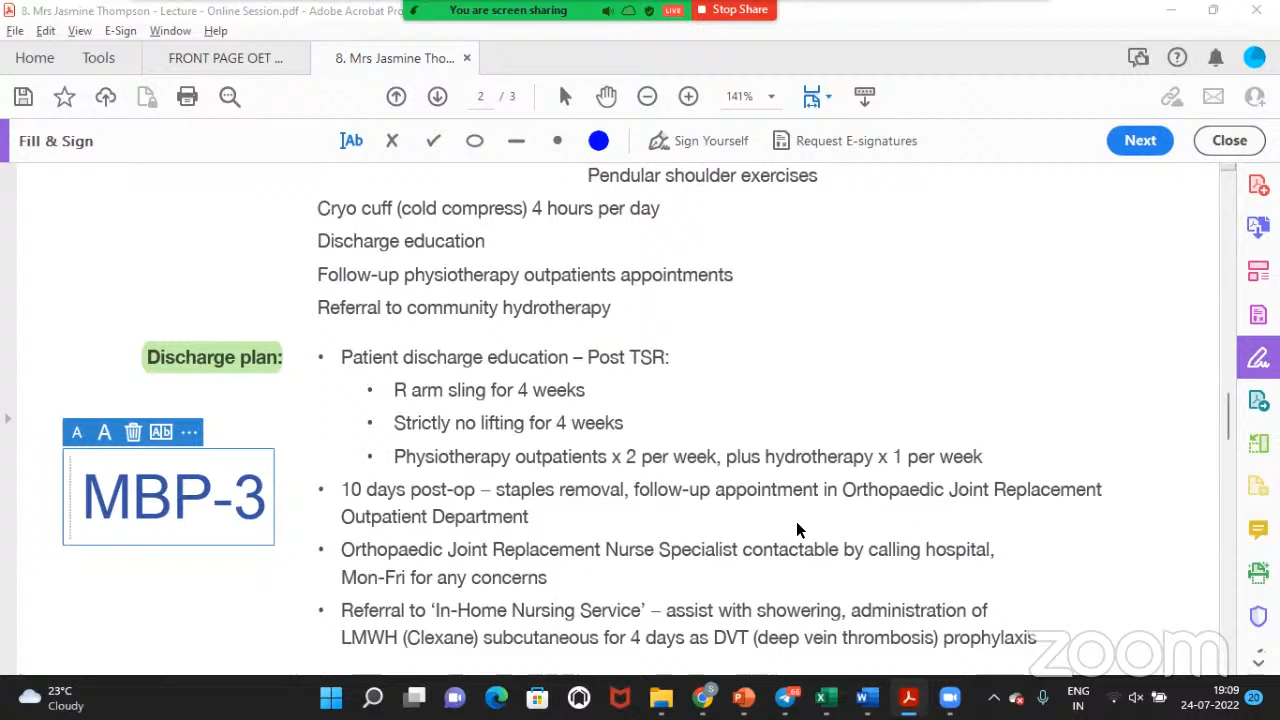 8. Mrs Jasmine Thompson - Lecture - Online Session.pdf - Adobe Acrobat Pro
You are screen sharing
LIVE
Stop Share
File Edit View E-Sign Window Help
Home Tools FRONT PAGE OET ... 8. Mrs Jasmine Tho... ×
2 / 3 141%
Fill & Sign
Ab
Sign Yourself
Request E-signatures
Next
Close
Pendular shoulder exercises
Cryo cuff (cold compress) 4 hours per day
Discharge education
Follow-up physiotherapy outpatients appointments
Referral to community hydrotherapy
Discharge plan: • Patient discharge education – Post TSR:
• R arm sling for 4 weeks
• Strictly no lifting for 4 weeks
A A Ab ...
MBP-3
• Physiotherapy outpatients x 2 per week, plus hydrotherapy x 1 per week
• 10 days post-op – staples removal, follow-up appointment in Orthopaedic Joint Replacement
Outpatient Department
• Orthopaedic Joint Replacement Nurse Specialist contactable by calling hospital,
Mon-Fri for any concerns
• Referral to ‘In-Home Nursing Service’ – assist with showering, administration of
LMWH (Clexane) subcutaneous for 4 days as DVT (deep vein thrombosis) prophylaxis
zoom
23°C
Cloudy
66
ENG
IN
19:09
24-07-2022
20